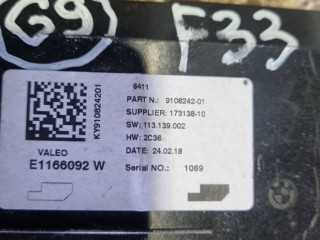 G9 F33
6411
PART N.: 9108242-01
SUPPLIER: 173138-10
SW: 113.139.002
HW: 2C36
DATE: 24.02.18
Serial NO.: 1069
KY910824201
VALEO
E1166092 W